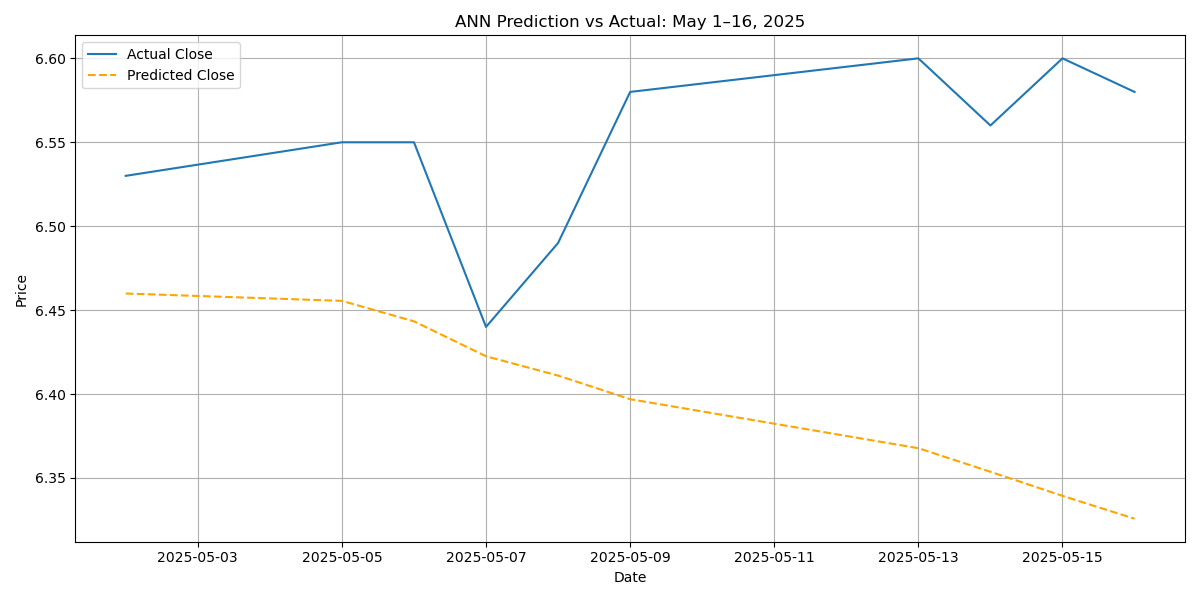 ANN Prediction vs Actual: May 1–16, 2025
Actual Close
Predicted Close
Price
6.60
6.55
6.50
6.45
6.40
6.35
2025-05-03
2025-05-05
2025-05-07
2025-05-09
2025-05-11
2025-05-13
2025-05-15
Date